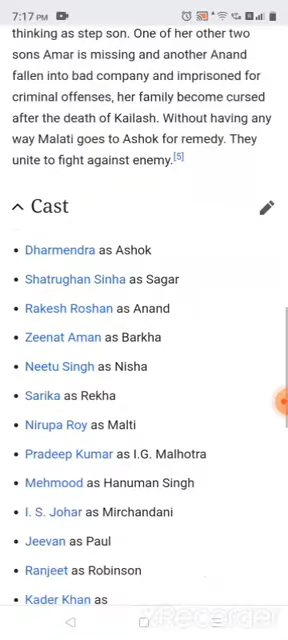 7:17 PM
thinking as step son. One of her other two
sons Amar is missing and another Anand
fallen into bad company and imprisoned for
criminal offenses, her family become cursed
after the death of Kailash. Without having any
way Malati goes to Ashok for remedy. They
unite to fight against enemy.[5]
Cast
• Dharmendra as Ashok
• Shatrughan Sinha as Sagar
• Rakesh Roshan as Anand
• Zeenat Aman as Barkha
• Neetu Singh as Nisha
• Sarika as Rekha
• Nirupa Roy as Malti
• Pradeep Kumar as I.G. Malhotra
• Mehmood as Hanuman Singh
• I. S. Johar as Mirchandani
• Jeevan as Paul
• Ranjeet as Robinson
• Kader Khan as